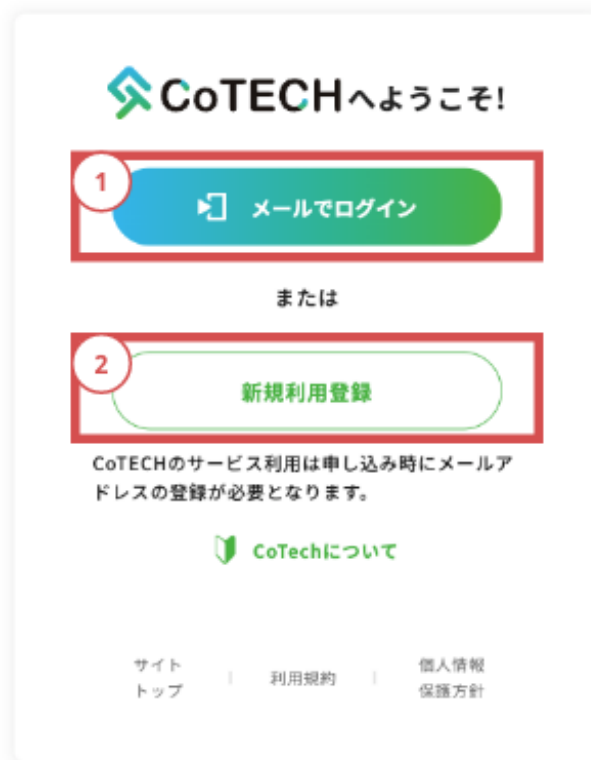 CoTECHへようこそ!
1
メールでログイン
または
2
新規利用登録
CoTECHのサービス利用は申し込み時にメールア
ドレスの登録が必要となります。
CoTechについて
サイト
トップ
利用規約
個人情報
保護方針